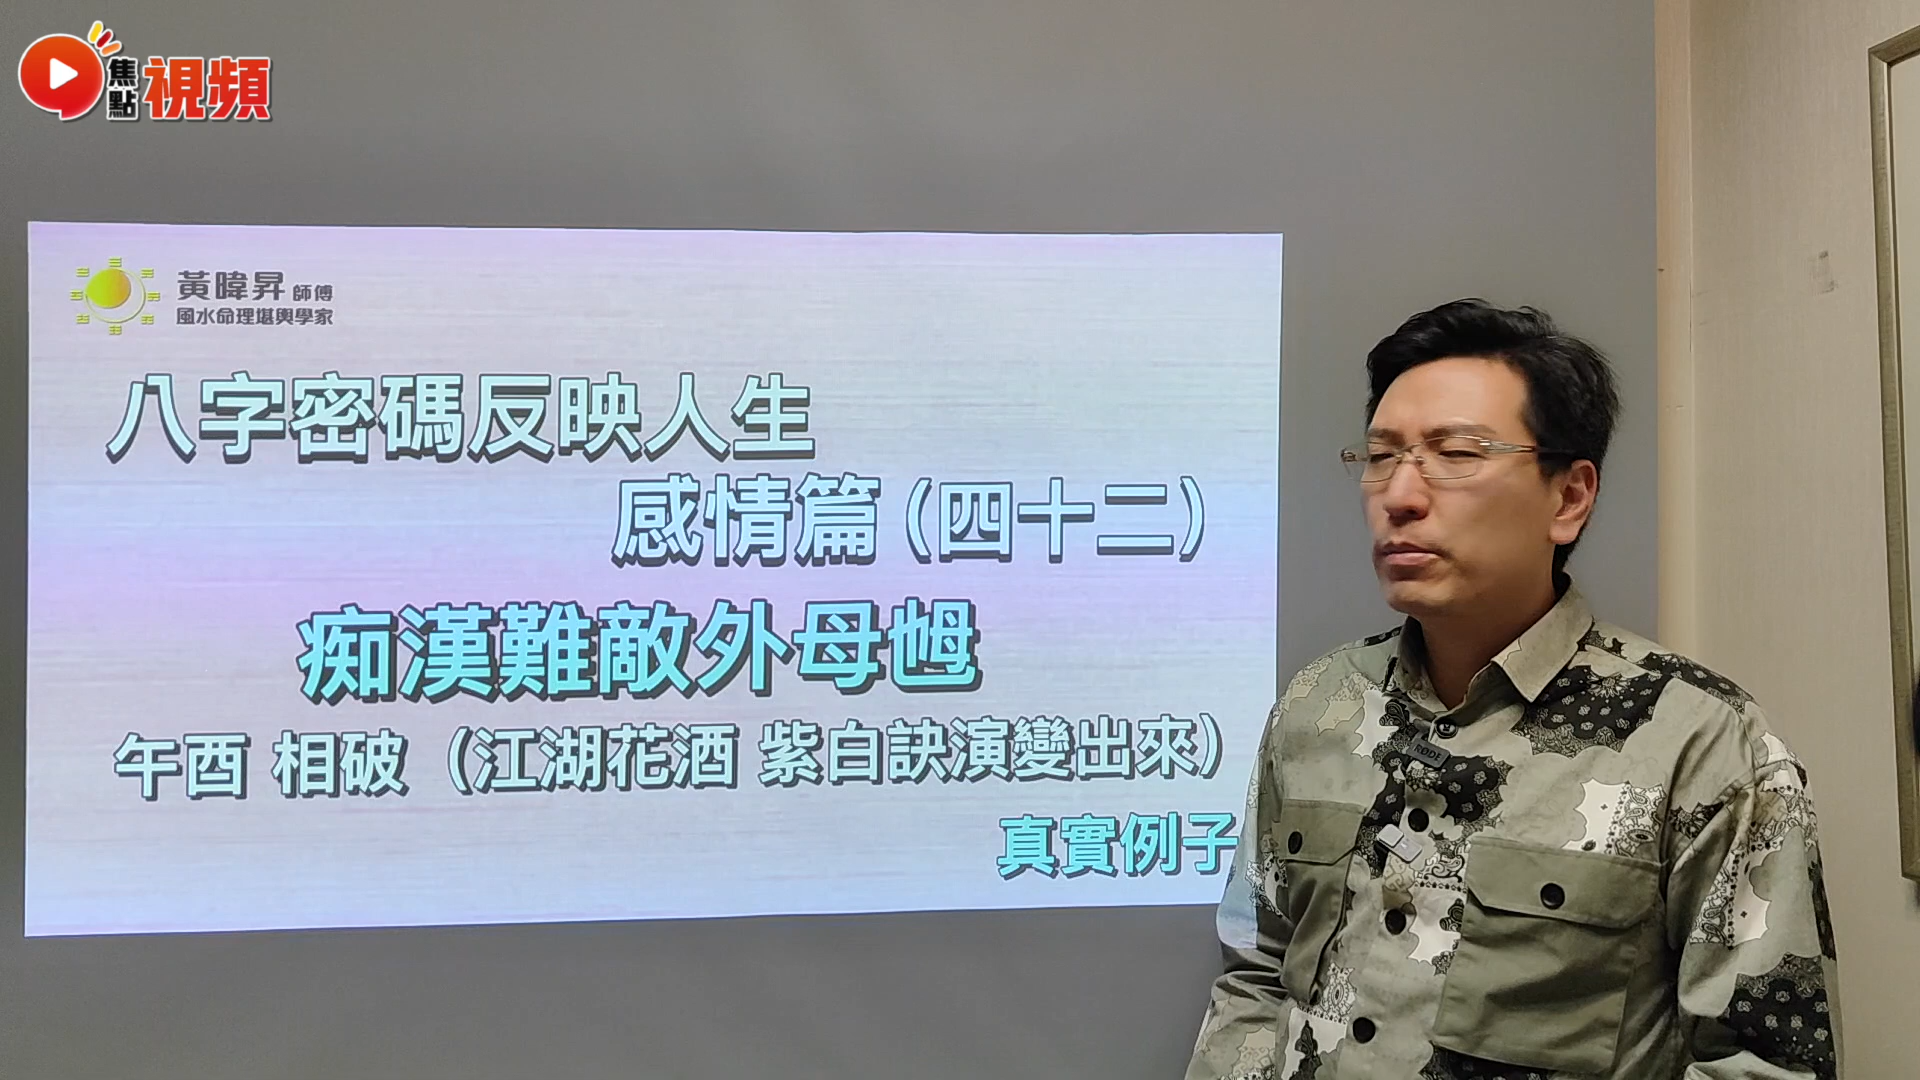 焦點視頻
黃暐昇師傅
風水命理堪輿學家
八字密碼反映人生
感情篇(四十二)
痴漢難敵外母乸
午酉 相破(江湖花酒 紫白訣演變出來)
真實例子
RØDE